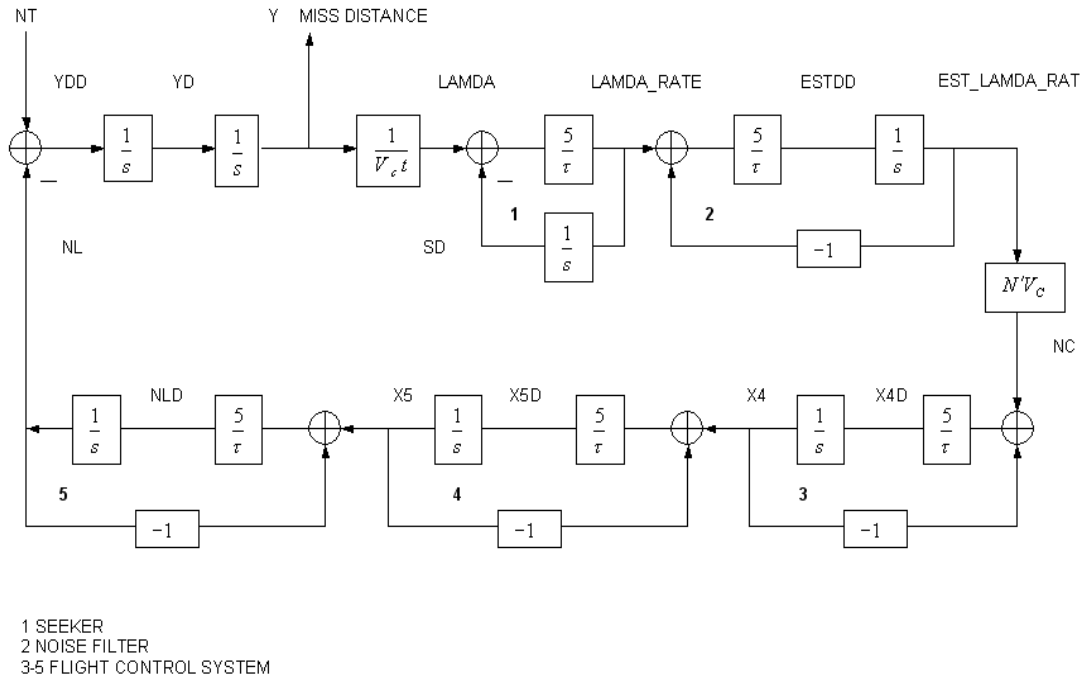 NT
Y MISS DISTANCE
YDD YD LAMDA LAMDA_RATE ESTDD EST_LAMDA_RAT
1/s 1/s 1/(V_c t) 5/τ 5/τ 1/s
− −
1 2
NL SD 1/s −1
N'V_C
NC
NLD X5 X5D X4 X4D
1/s 5/τ 1/s 5/τ 1/s 5/τ
5 4 3
−1 −1 −1
1 SEEKER
2 NOISE FILTER
3-5 FLIGHT CONTROL SYSTEM